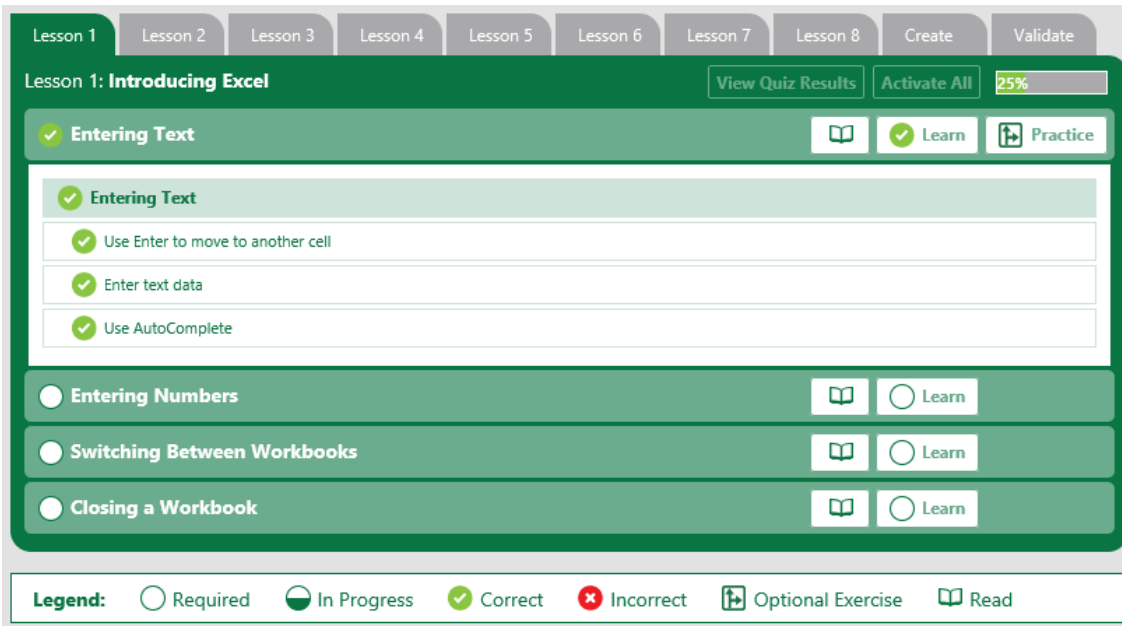 Lesson 1 Lesson 2 Lesson 3 Lesson 4 Lesson 5 Lesson 6 Lesson 7 Lesson 8 Create Validate
Lesson 1: Introducing Excel View Quiz Results Activate All 25%
Entering Text Learn Practice
Entering Text
Use Enter to move to another cell
Enter text data
Use AutoComplete
Entering Numbers Learn
Switching Between Workbooks Learn
Closing a Workbook Learn
Legend: Required In Progress Correct Incorrect Optional Exercise Read